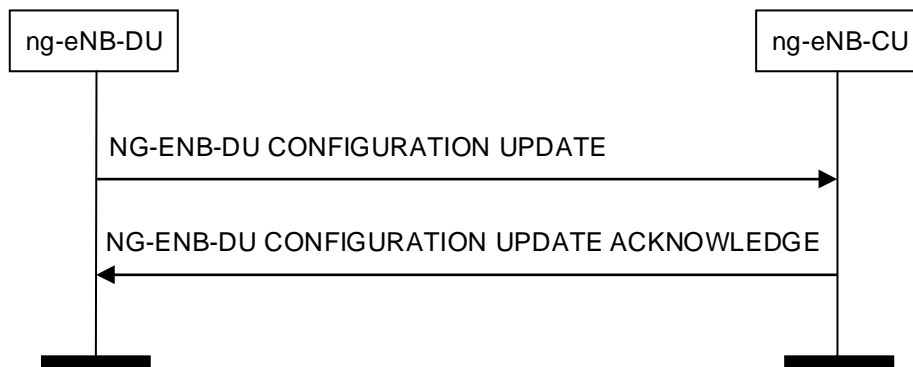 ng-eNB-DU
ng-eNB-CU
NG-ENB-DU CONFIGURATION UPDATE
NG-ENB-DU CONFIGURATION UPDATE ACKNOWLEDGE